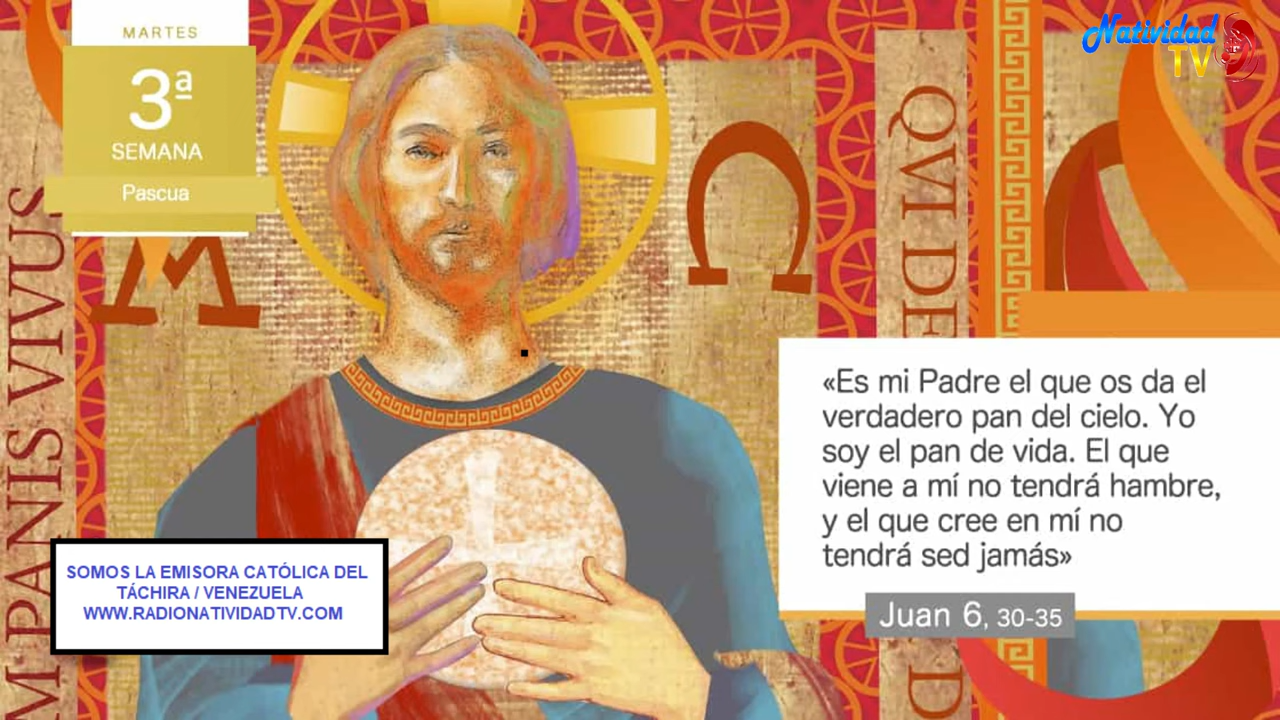 MARTES
3ª
SEMANA
Pascua
Natividad
TV
M PANIS VIVUS
QVI DE
D
«Es mi Padre el que os da el
verdadero pan del cielo. Yo
soy el pan de vida. El que
viene a mí no tendrá hambre,
y el que cree en mí no
tendrá sed jamás»
Juan 6, 30-35
SOMOS LA EMISORA CATÓLICA DEL
TÁCHIRA / VENEZUELA
WWW.RADIONATIVIDADTV.COM